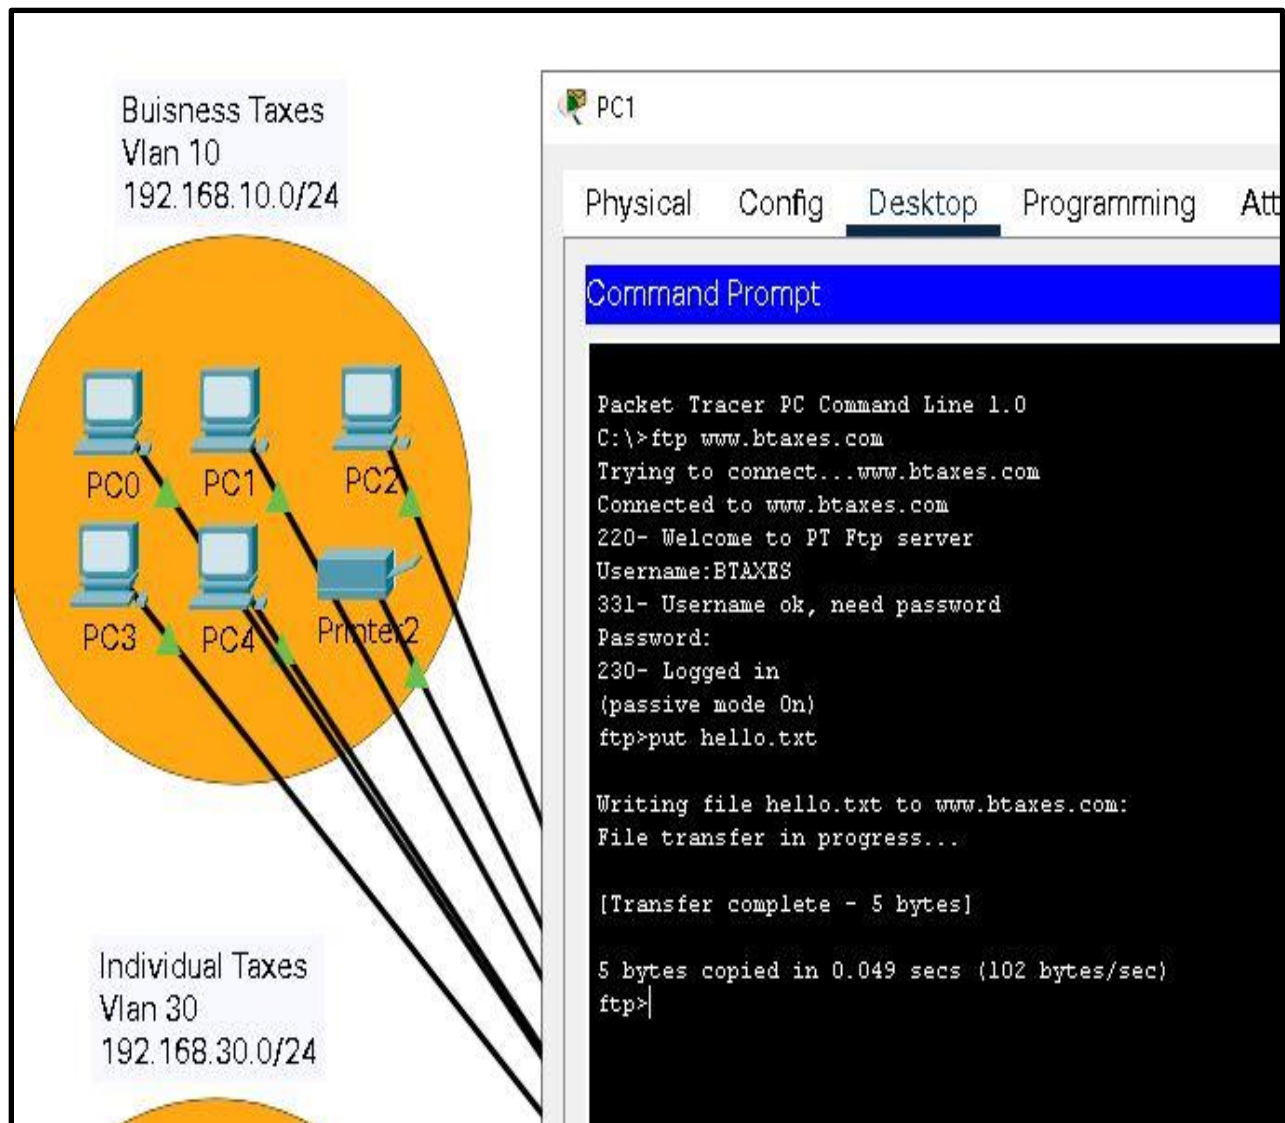 Buisness Taxes
Vlan 10
192.168.10.0/24
PC0
PC1
PC2
PC3
PC4
Printer2
Individual Taxes
Vlan 30
192.168.30.0/24
PC1
Physical Config Desktop Programming Att
Command Prompt
Packet Tracer PC Command Line 1.0
C:\>ftp www.btaxes.com
Trying to connect...www.btaxes.com
Connected to www.btaxes.com
220- Welcome to PT Ftp server
Username:BTAXES
331- Username ok, need password
Password:
230- Logged in
(passive mode On)
ftp>put hello.txt
Writing file hello.txt to www.btaxes.com:
File transfer in progress...
[Transfer complete - 5 bytes]
5 bytes copied in 0.049 secs (102 bytes/sec)
ftp>